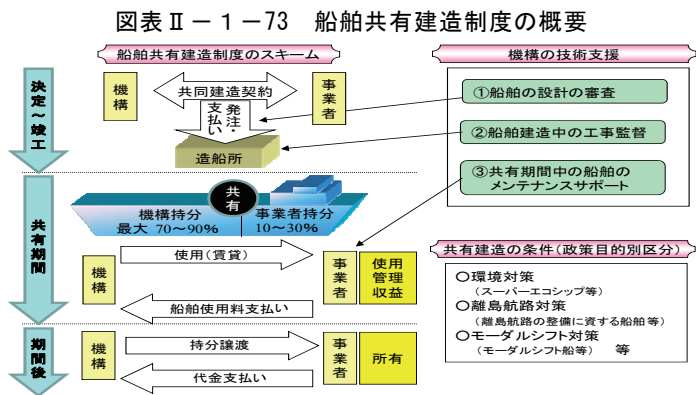 図表Ⅱ－１－73　船舶共有建造制度の概要
船舶共有建造制度のスキーム
決定～竣工
機構
共同建造契約
事業者
発注・
支払い
造船所
共有期間
共有
機構持分
最大 70～90%
事業者持分
10～30%
機構
使用（賃貸）
船舶使用料支払い
事業者
使用
管理
収益
期間後
機構
持分譲渡
代金支払い
事業者
所有
機構の技術支援
①船舶の設計の審査
②船舶建造中の工事監督
③共有期間中の船舶の
メンテナンスサポート
共有建造の条件（政策目的別区分）
○環境対策
（スーパーエコシップ等）
○離島航路対策
（離島航路の整備に資する船舶等）
○モーダルシフト対策
（モーダルシフト船等）　等